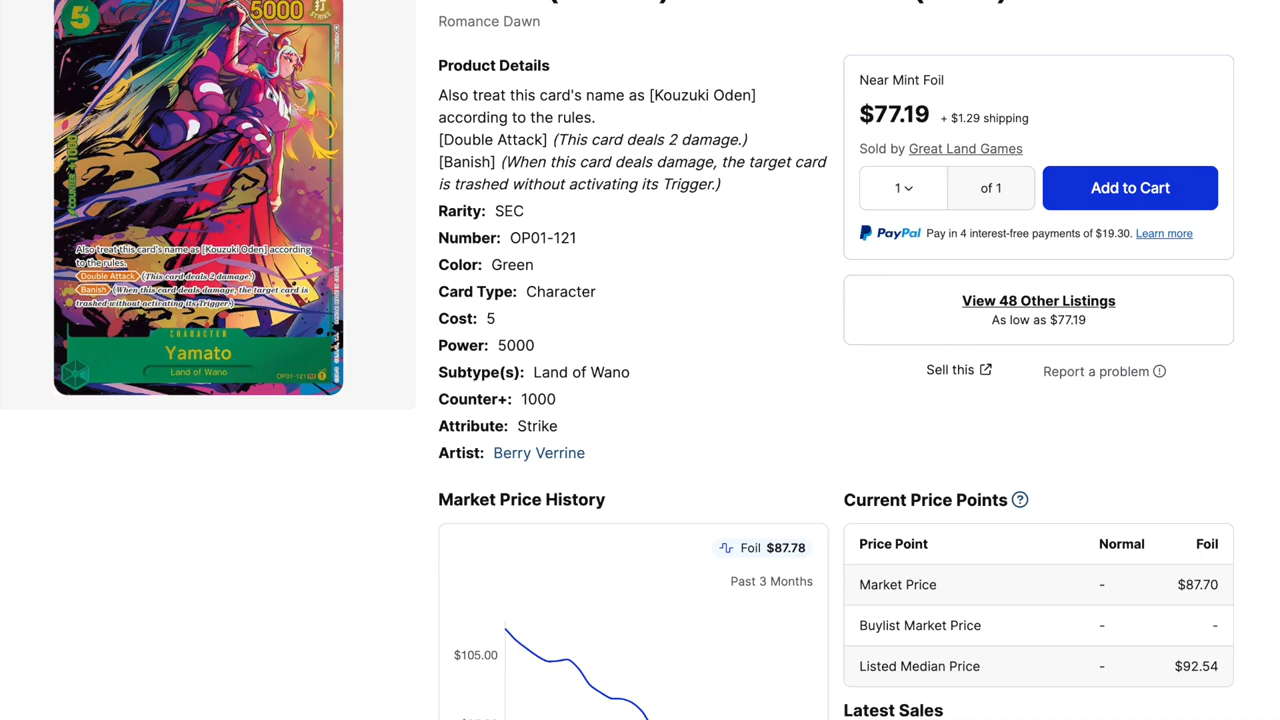 5
5000
打
STRIKE
COUNTER +1000
Also treat this card's name as [Kouzuki Oden] according
to the rules.
Double Attack (This card deals 2 damage.)
Banish (When this card deals damage, the target card is
trashed without activating its Trigger.)
CHARACTER
Yamato
Land of Wano
OP01-121 SEC 1
Romance Dawn
Product Details
Also treat this card's name as [Kouzuki Oden]
according to the rules.
[Double Attack] (This card deals 2 damage.)
[Banish] (When this card deals damage, the target card
is trashed without activating its Trigger.)
Rarity: SEC
Number: OP01-121
Color: Green
Card Type: Character
Cost: 5
Power: 5000
Subtype(s): Land of Wano
Counter+: 1000
Attribute: Strike
Artist: Berry Verrine
Market Price History
Foil $87.78
Past 3 Months
$105.00
Near Mint Foil
$77.19 + $1.29 shipping
Sold by Great Land Games
1 of 1 Add to Cart
PayPal Pay in 4 interest-free payments of $19.30. Learn more
View 48 Other Listings
As low as $77.19
Sell this Report a problem
Current Price Points ?
Price Point Normal Foil
Market Price - $87.70
Buylist Market Price - -
Listed Median Price - $92.54
Latest Sales